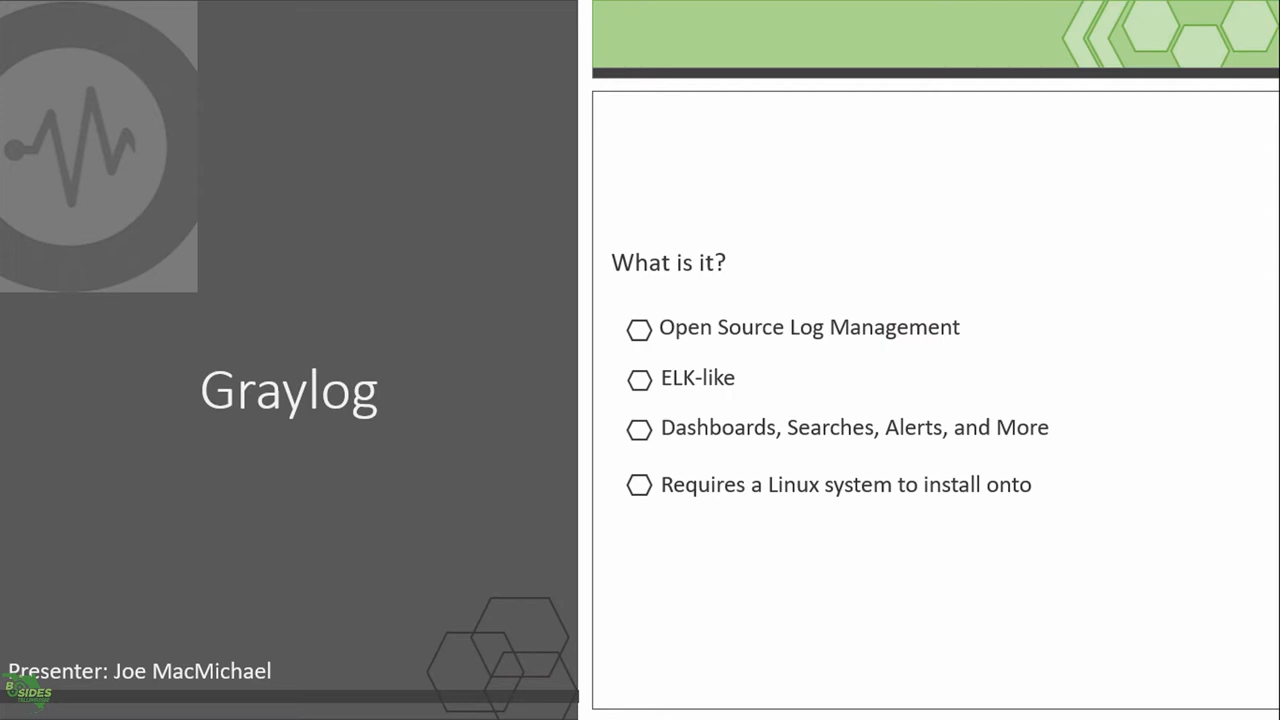 Graylog
Presenter: Joe MacMichael
BSIDES
What is it?
Open Source Log Management
ELK-like
Dashboards, Searches, Alerts, and More
Requires a Linux system to install onto